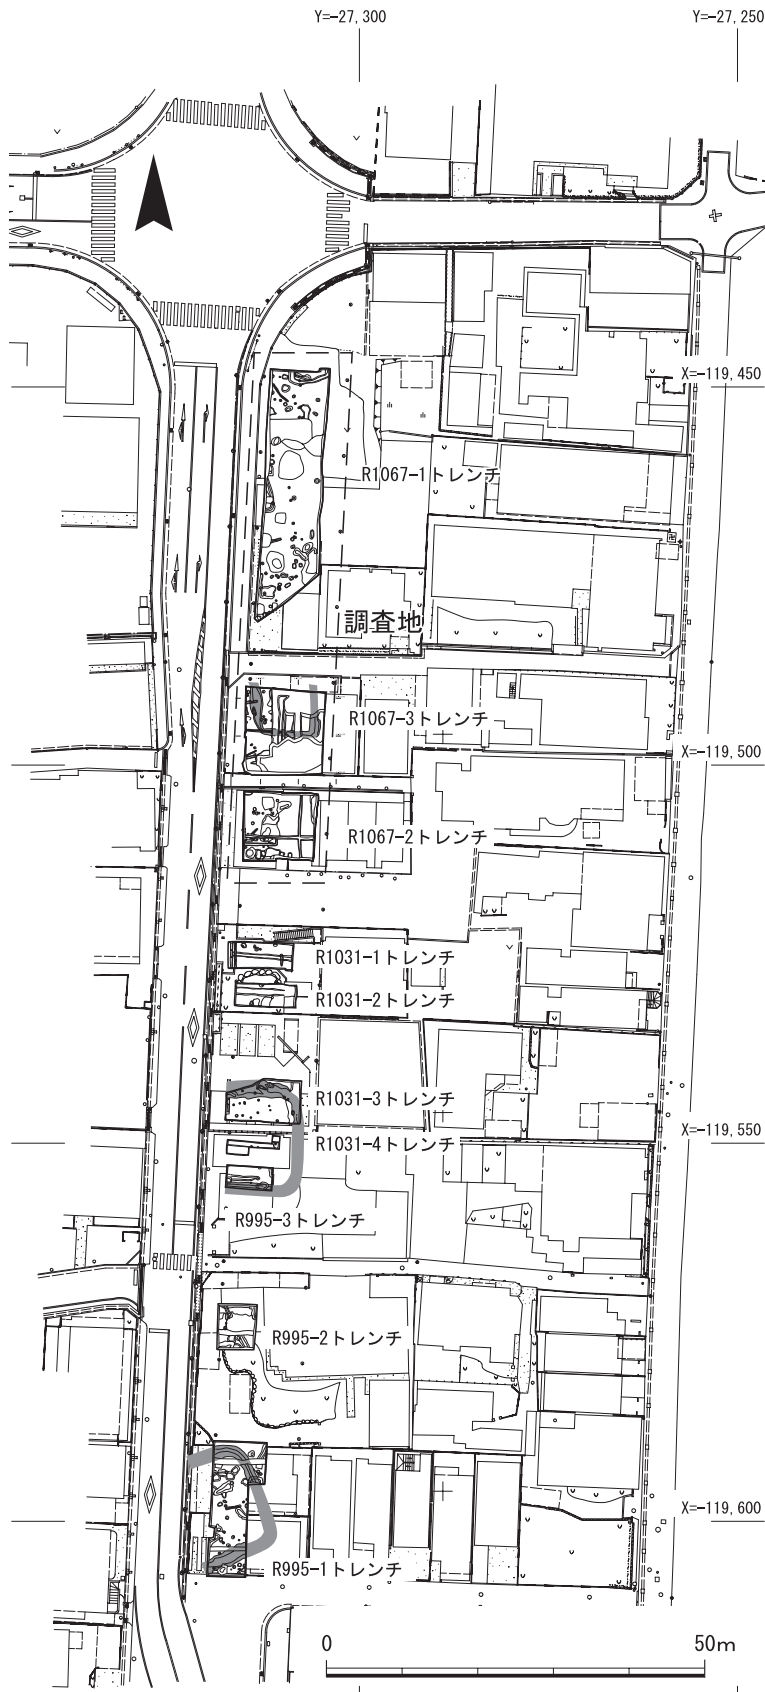 Y=-27,300
Y=-27,250
X=-119,450
R1067-1トレンチ
調査地
R1067-3トレンチ
X=-119,500
R1067-2トレンチ
R1031-1トレンチ
R1031-2トレンチ
R1031-3トレンチ
X=-119,550
R1031-4トレンチ
R995-3トレンチ
R995-2トレンチ
X=-119,600
R995-1トレンチ
0
50m